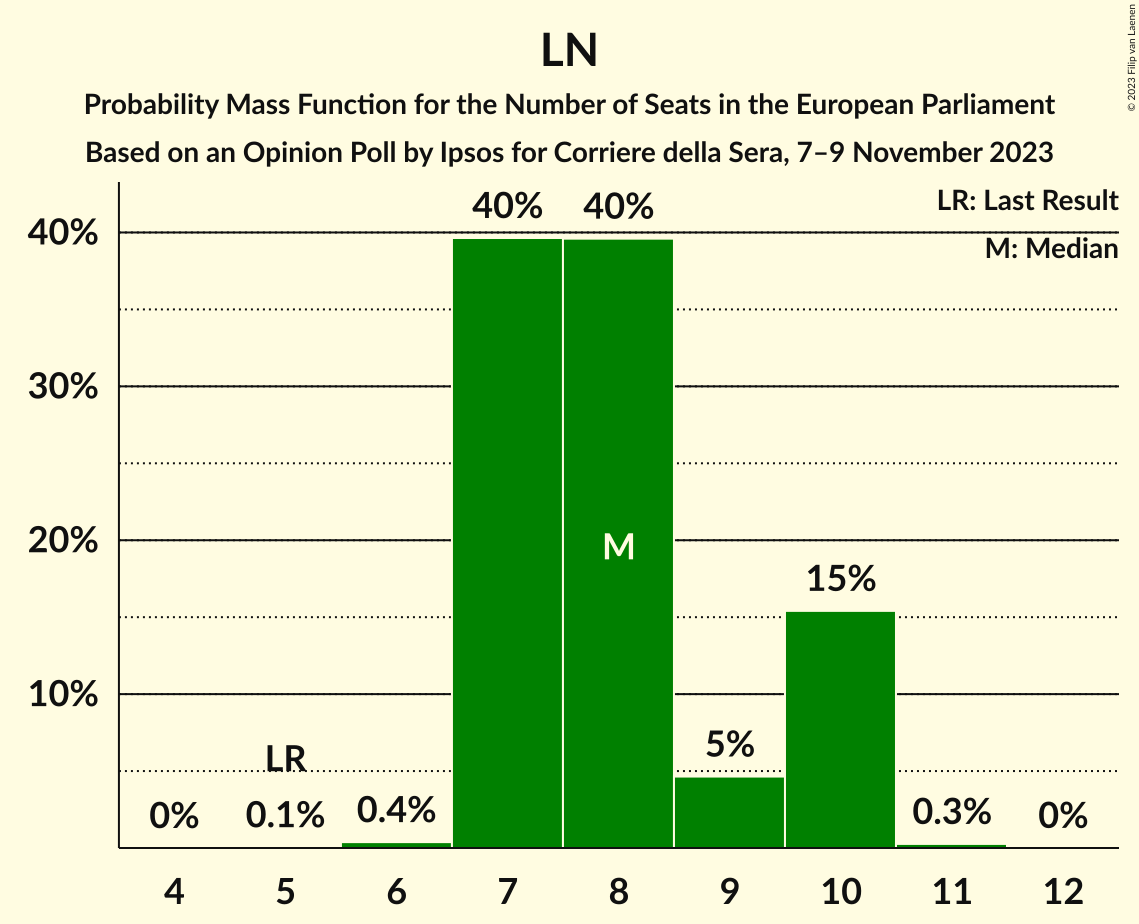 LN
Probability Mass Function for the Number of Seats in the European Parliament
Based on an Opinion Poll by Ipsos for Corriere della Sera, 7–9 November 2023
© 2023 Filip van Laenen
LR: Last Result
M: Median
40%
30%
20%
10%
0%
LR
0.1%
0.4%
40%
40%
M
5%
15%
0.3%
0%
4 5 6 7 8 9 10 11 12